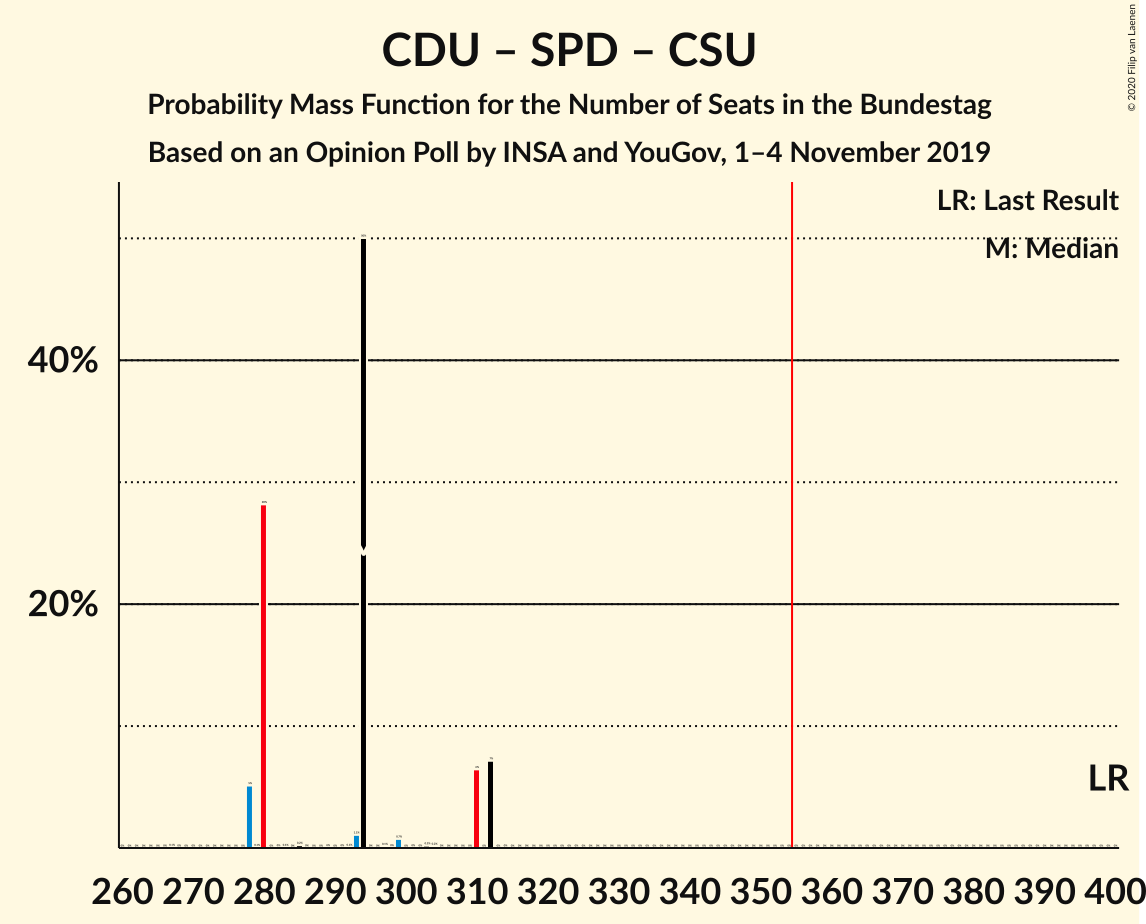 CDU – SPD – CSU
Probability Mass Function for the Number of Seats in the Bundestag
Based on an Opinion Poll by INSA and YouGov, 1–4 November 2019
© 2020 Filip van Laenen
LR: Last Result
M: Median
40%
20%
LR
260 270 280 290 300 310 320 330 340 350 360 370 380 390 400